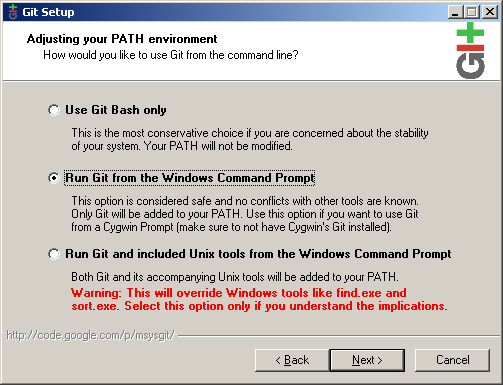 Git Setup
Adjusting your PATH environment
How would you like to use Git from the command line?
Git
Use Git Bash only
This is the most conservative choice if you are concerned about the stability
of your system. Your PATH will not be modified.
Run Git from the Windows Command Prompt
This option is considered safe and no conflicts with other tools are known.
Only Git will be added to your PATH. Use this option if you want to use Git
from a Cygwin Prompt (make sure to not have Cygwin's Git installed).
Run Git and included Unix tools from the Windows Command Prompt
Both Git and its accompanying Unix tools will be added to your PATH.
Warning: This will override Windows tools like find.exe and
sort.exe. Select this option only if you understand the implications.
http://code.google.com/p/msysgit/
< Back
Next >
Cancel